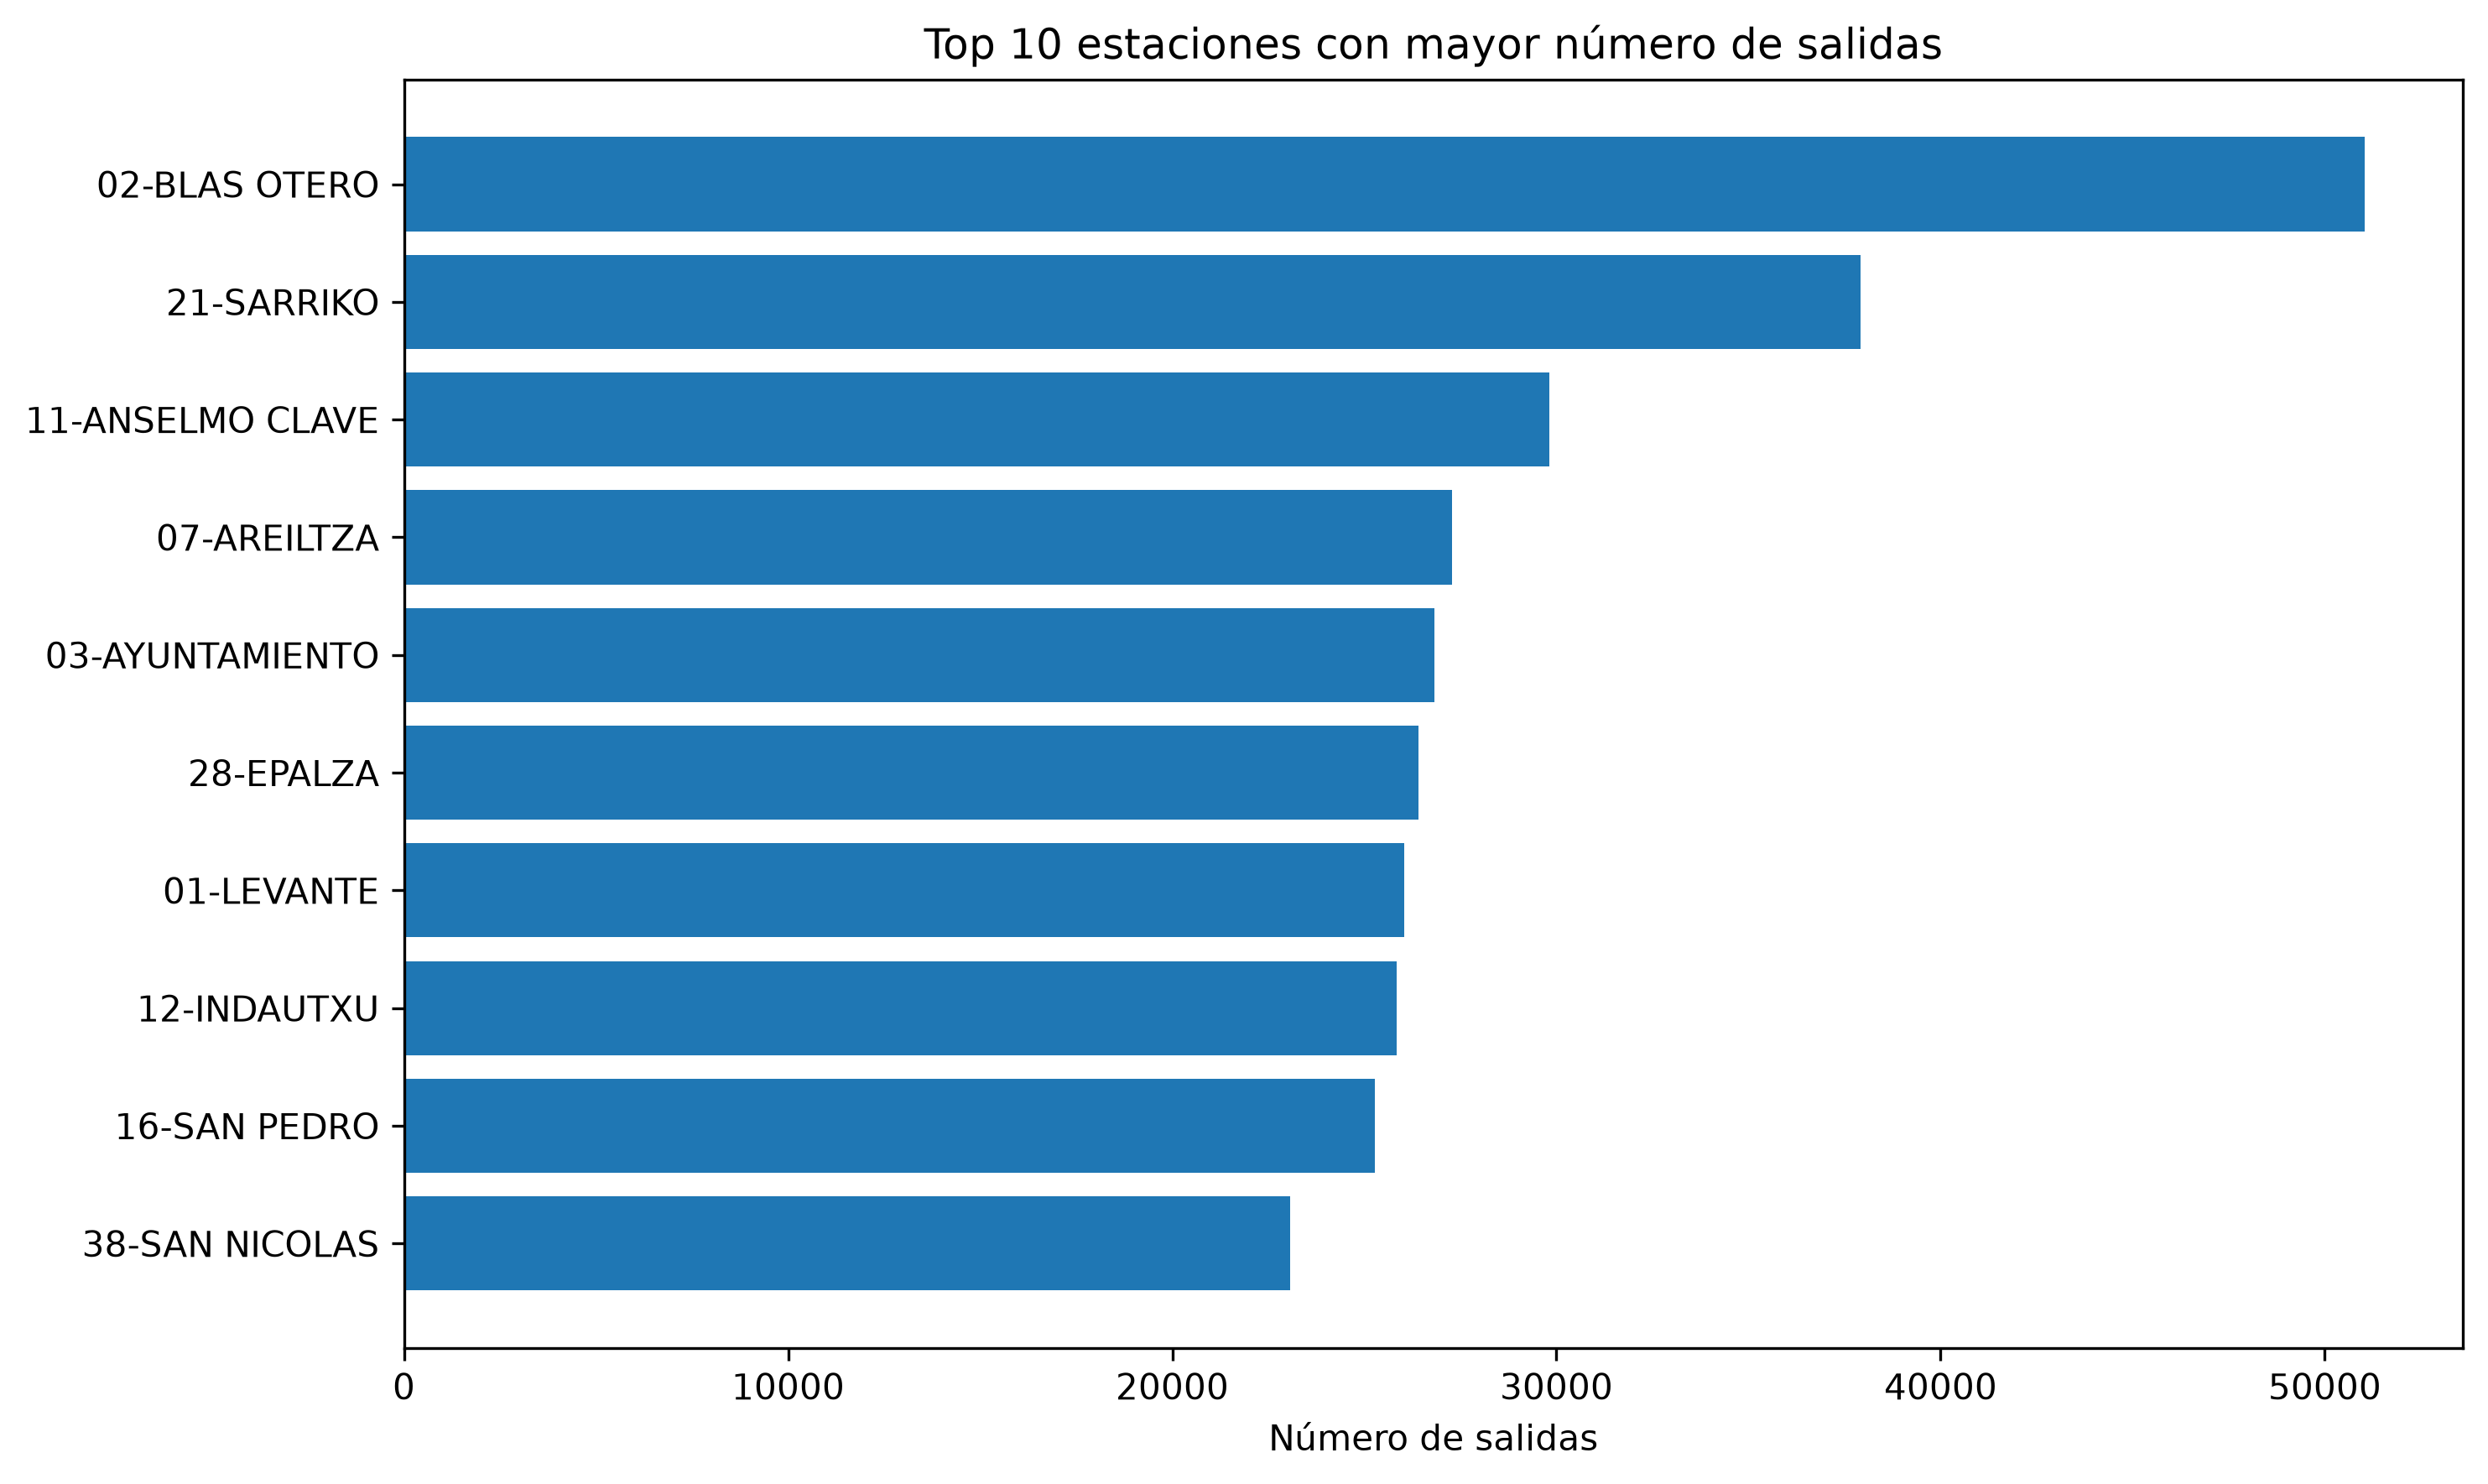 Top 10 estaciones con mayor número de salidas
02-BLAS OTERO
21-SARRIKO
11-ANSELMO CLAVE
07-AREILTZA
03-AYUNTAMIENTO
28-EPALZA
01-LEVANTE
12-INDAUTXU
16-SAN PEDRO
38-SAN NICOLAS
0 10000 20000 30000 40000 50000
Número de salidas